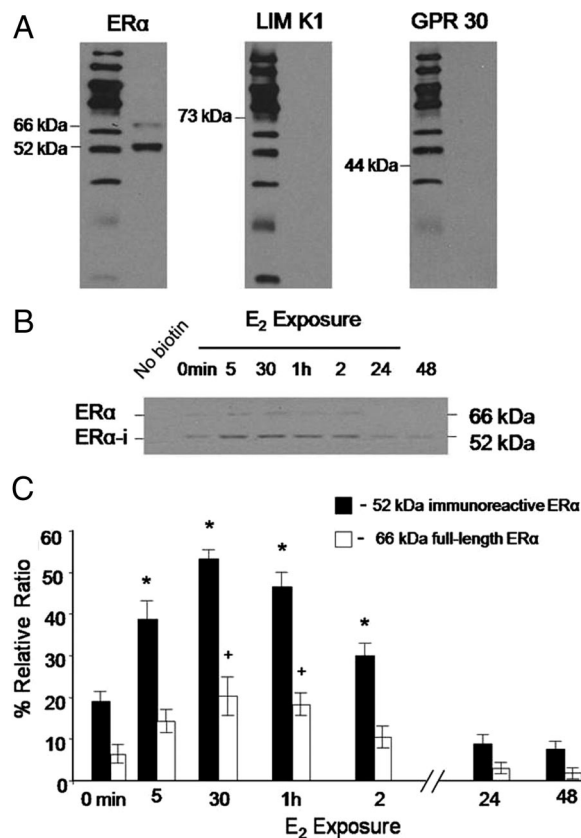 A
ERα
LIM K1
GPR 30
66 kDa
52 kDa
73 kDa
44 kDa
B
E2 Exposure
No biotin
0min 5 30 1h 2 24 48
ERα
66 kDa
ERα-i
52 kDa
C
- 52 kDa immunoreactive ERα
- 66 kDa full-length ERα
% Relative Ratio
60
50
40
30
20
10
0
*
*
*
*
+
+
0 min 5 30 1h 2 24 48
E2 Exposure